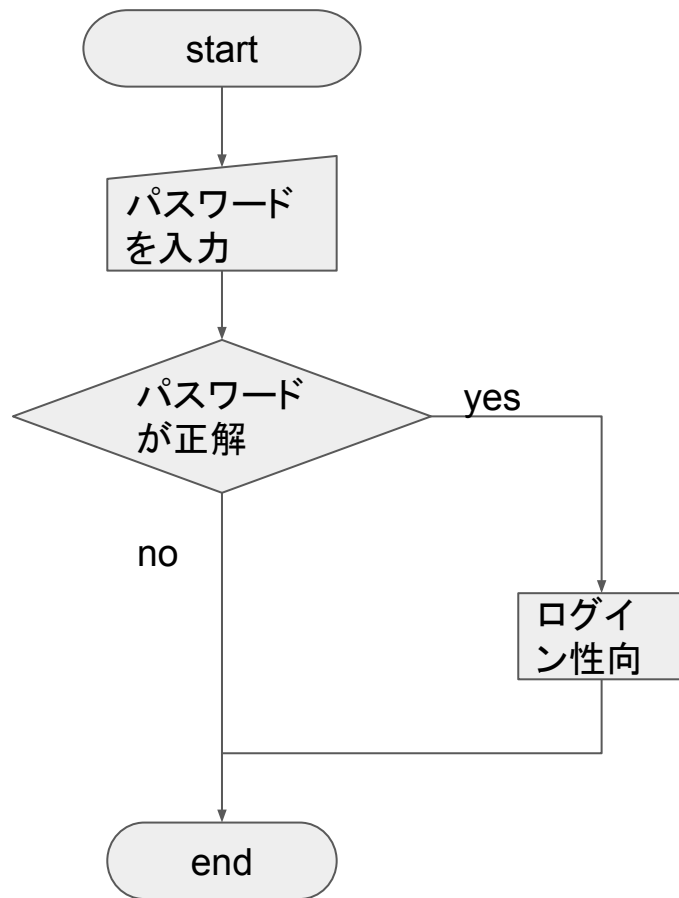 start
パスワード
を入力
パスワード
が正解
yes
no
ログイ
ン性向
end